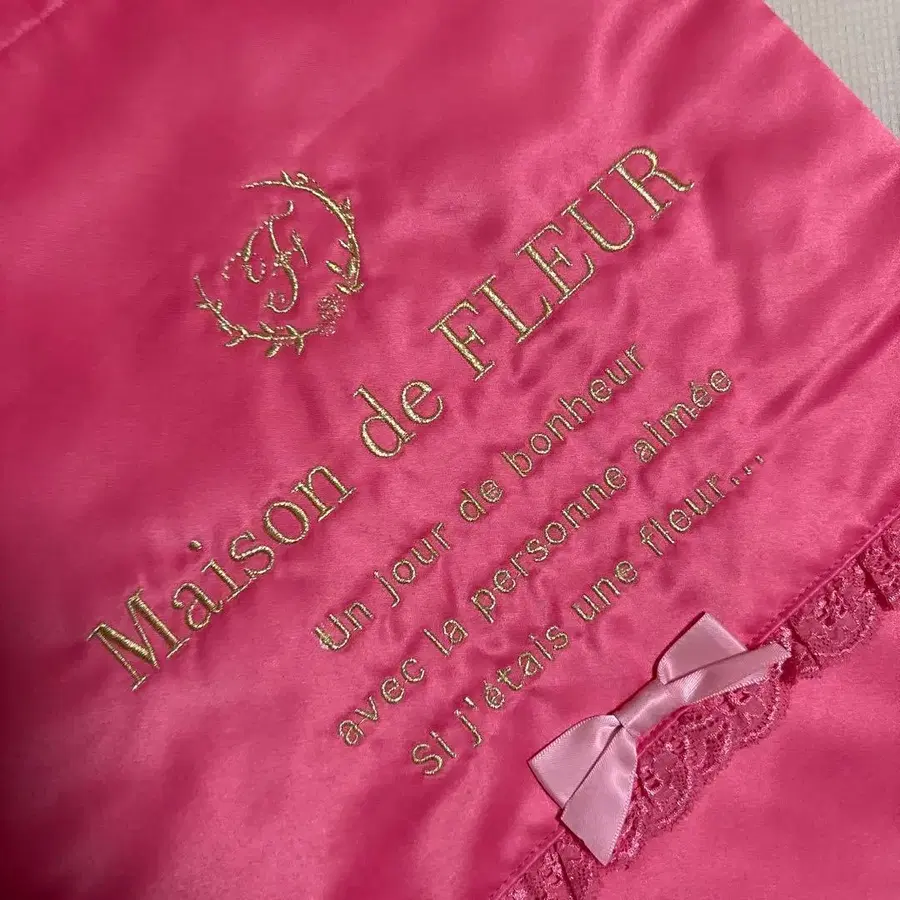 F
Maison de FLEUR
Un jour de bonheur
avec la personne aimée
Si j'étais une fleur...